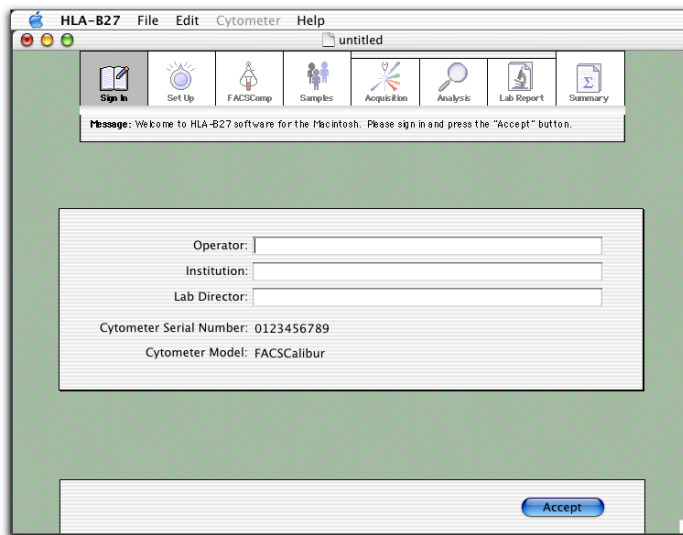 HLA-B27 File Edit Cytometer Help
untitled
Sign In Set Up FACSComp Samples Acquisition Analysis Lab Report Summary
Message: Welcome to HLA-B27 software for the Macintosh. Please sign in and press the "Accept" button.
Operator:
Institution:
Lab Director:
Cytometer Serial Number: 0123456789
Cytometer Model: FACSCalibur
Accept